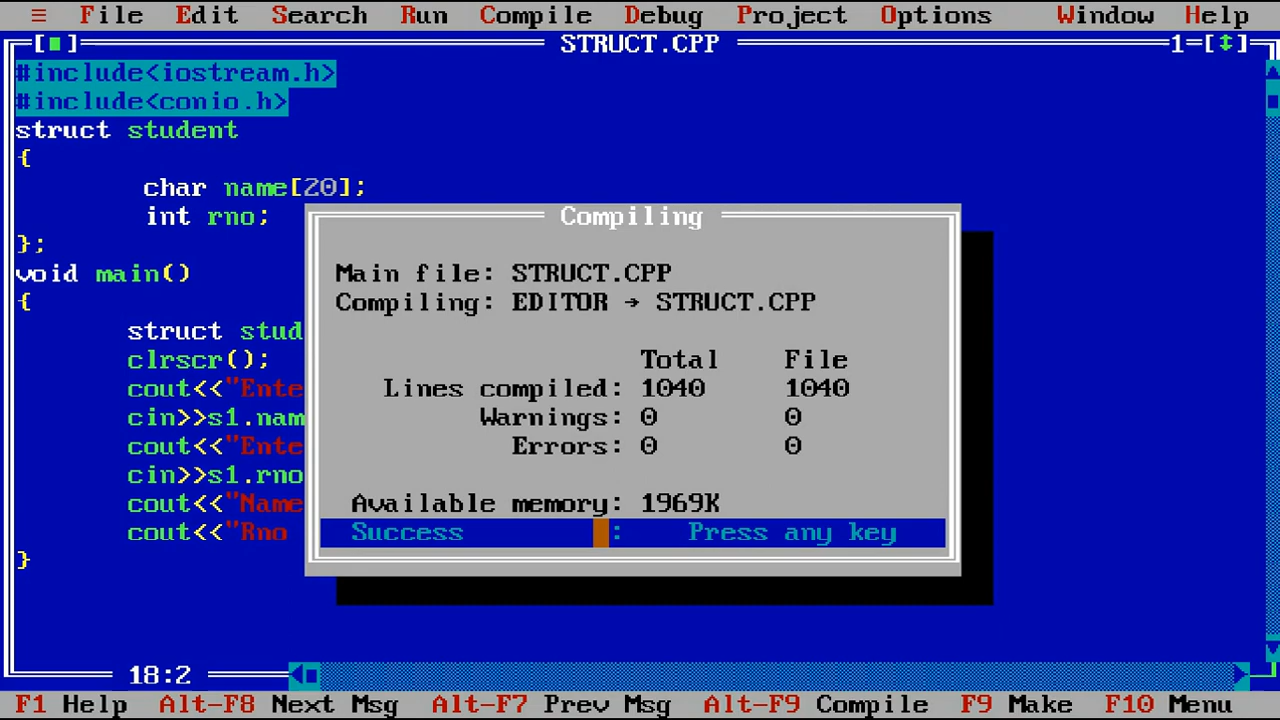 ≡ File Edit Search Run Compile Debug Project Options Window Help
[■] STRUCT.CPP 1=[↕]
#include<iostream.h>
#include<conio.h>
struct student
{
char name[20];
int rno;
};
void main()
{
struct stud
clrscr();
cout<<"Ente
cin>>s1.nam
cout<<"Ente
cin>>s1.rno
cout<<"Name
cout<<"Rno
}
Compiling
Main file: STRUCT.CPP
Compiling: EDITOR → STRUCT.CPP
Total File
Lines compiled: 1040 1040
Warnings: 0 0
Errors: 0 0
Available memory: 1969K
Success : Press any key
18:2
F1 Help Alt-F8 Next Msg Alt-F7 Prev Msg Alt-F9 Compile F9 Make F10 Menu